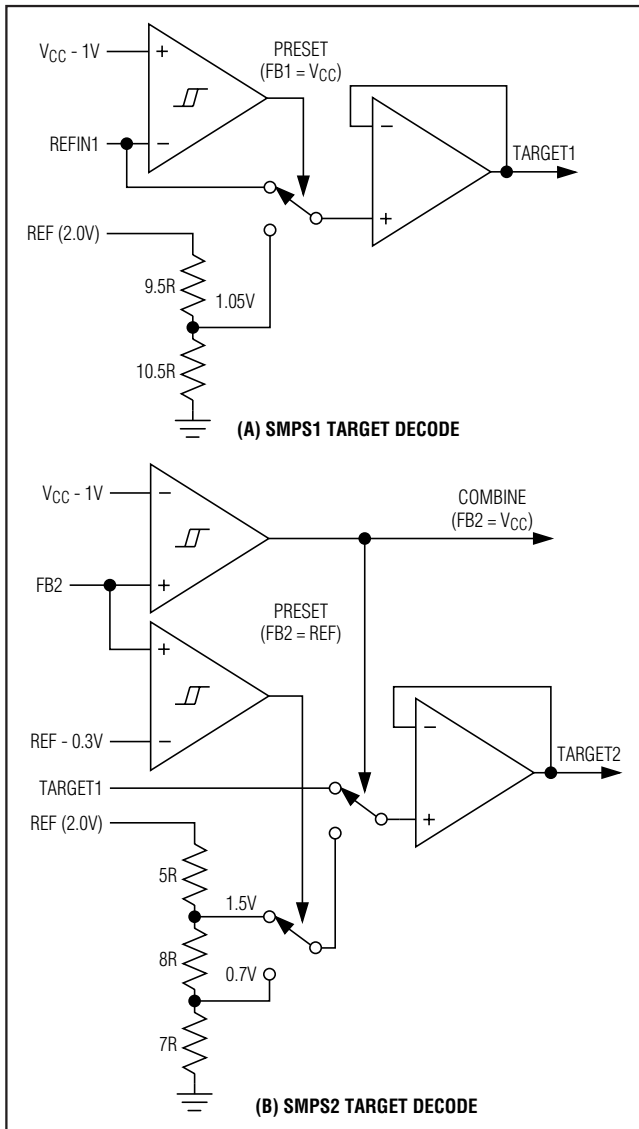 VCC - 1V
+
PRESET
(FB1 = VCC)
REFIN1
−
−
TARGET1
+
REF (2.0V)
9.5R
1.05V
10.5R
(A) SMPS1 TARGET DECODE
VCC - 1V
−
COMBINE
(FB2 = VCC)
FB2
+
PRESET
(FB2 = REF)
+
REF - 0.3V
−
−
TARGET2
TARGET1
+
REF (2.0V)
5R
1.5V
8R
0.7V
7R
(B) SMPS2 TARGET DECODE